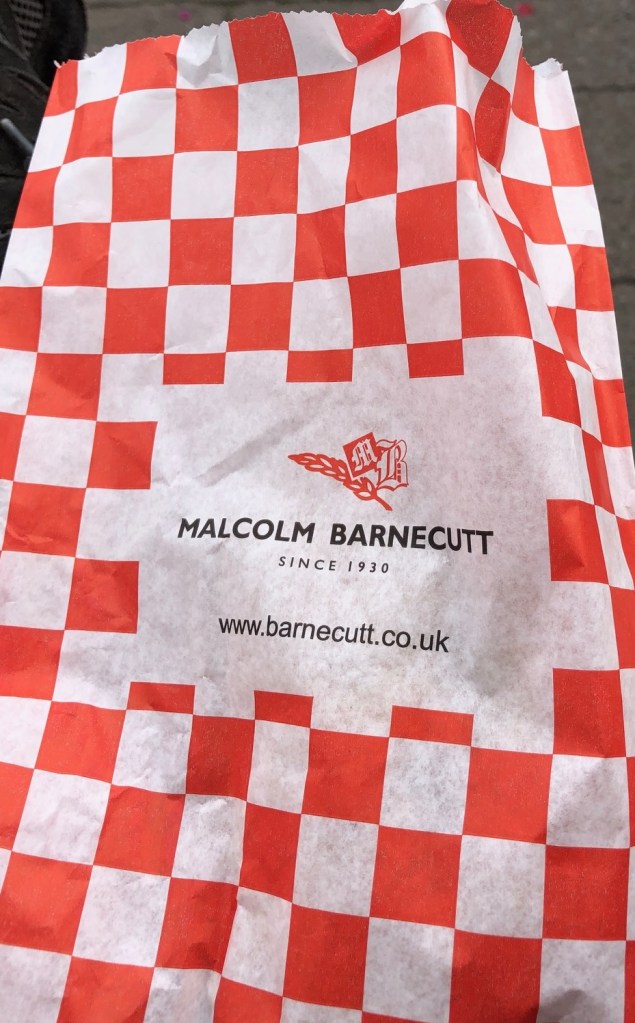 MB
MALCOLM BARNECUTT
SINCE 1930
www.barnecutt.co.uk